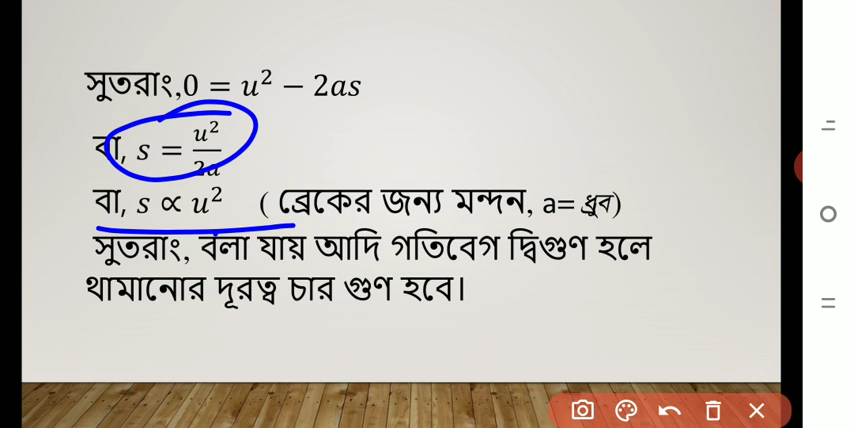 সুতরাং,0 = u² − 2as
বা, s = u²/2a
বা, s ∝ u² ( ব্রেকের জন্য মন্দন, a= ধ্রুব)
সুতরাং, বলা যায় আদি গতিবেগ দ্বিগুণ হলে
থামানোর দূরত্ব চার গুণ হবে।